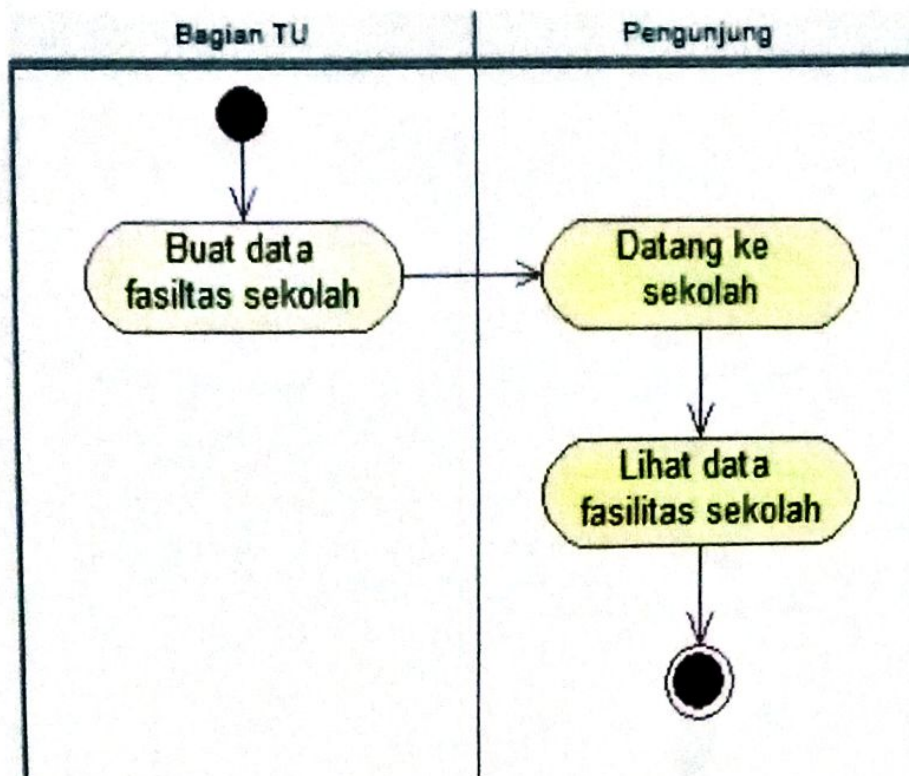 Bagian TU
Pengunjung
Buat data
fasiltas sekolah
Datang ke
sekolah
Lihat data
fasilitas sekolah